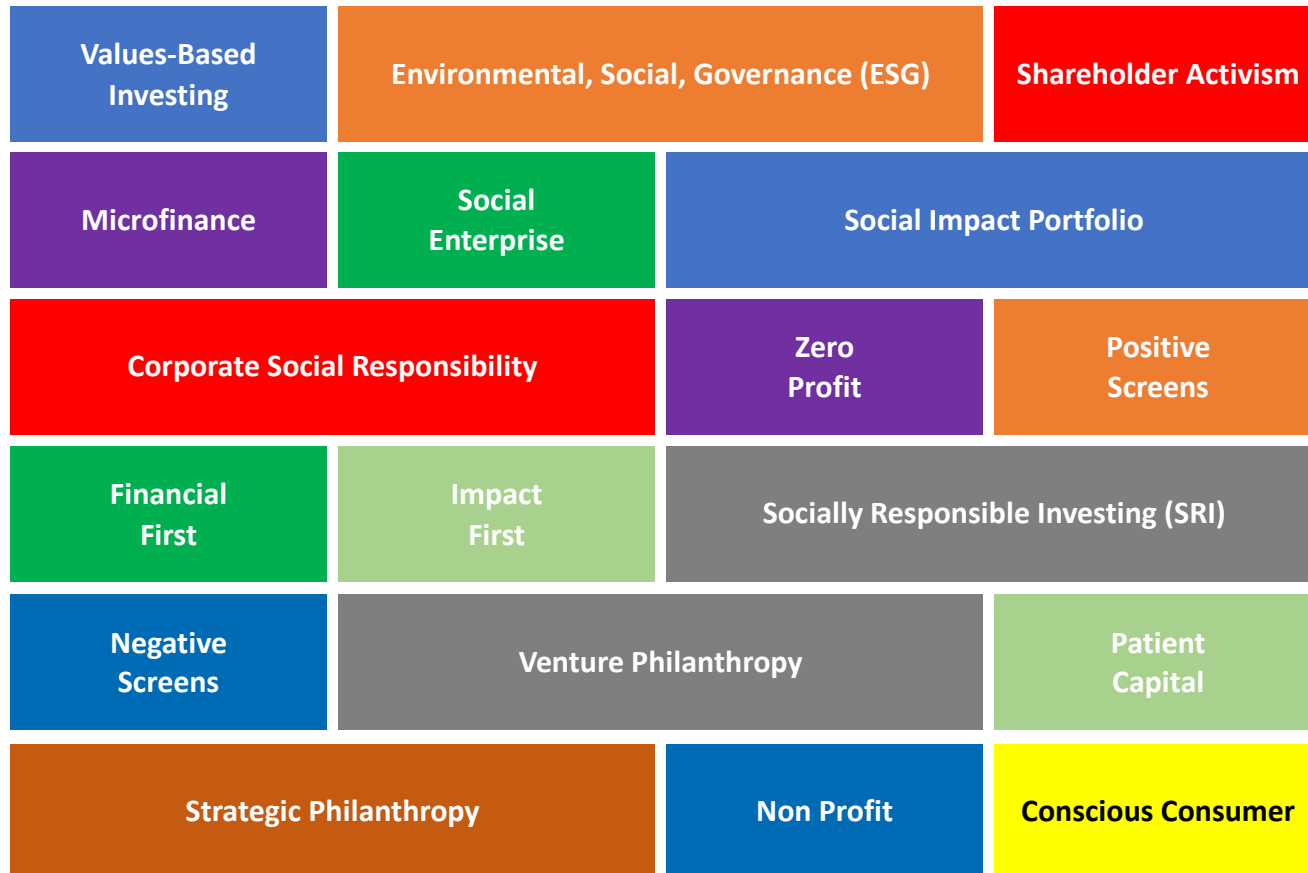 Values-Based
Investing
Environmental, Social, Governance (ESG)
Shareholder Activism
Microfinance
Social
Enterprise
Social Impact Portfolio
Corporate Social Responsibility
Zero
Profit
Positive
Screens
Financial
First
Impact
First
Socially Responsible Investing (SRI)
Negative
Screens
Venture Philanthropy
Patient
Capital
Strategic Philanthropy
Non Profit
Conscious Consumer